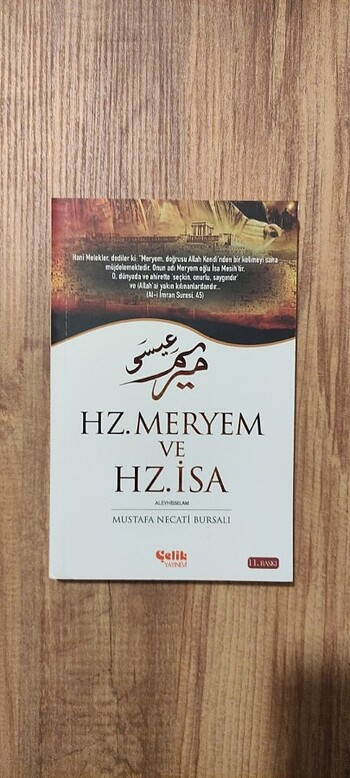 Hani Melekler, dediler ki: "Meryem, doğrusu Allah Kendi'nden bir kelimeyi sana
müjdelemektedir. Onun adı Meryem oğlu İsa Mesih'tir.
O, dünyada ve ahirette 'seçkin, onurlu, saygındır'
ve (Allah'a) yakın kılınanlardandır...
(Al-i İmran Suresi, 45)
عيسى
مريم
HZ.MERYEM
VE
HZ.İSA
ALEYHİSSELAM
MUSTAFA NECATİ BURSALI
Çelik
YAYINEVİ
11. BASKI